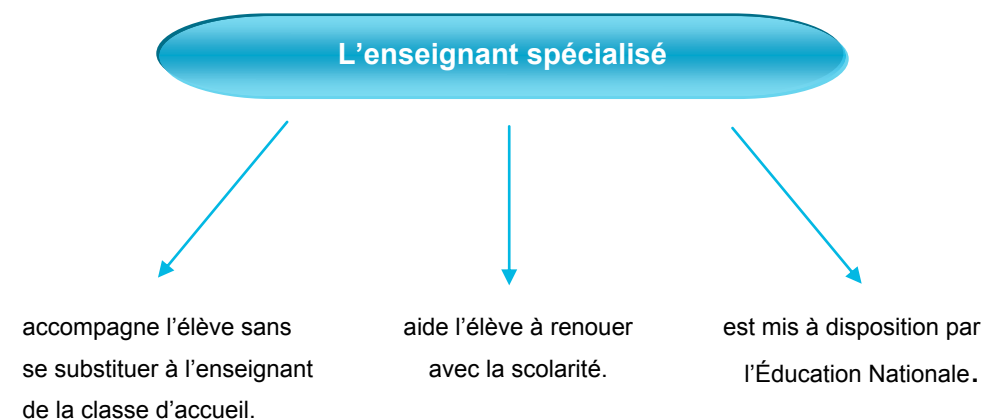 L’enseignant spécialisé
accompagne l’élève sans
se substituer à l’enseignant
de la classe d’accueil.
aide l’élève à renouer
avec la scolarité.
est mis à disposition par
l’Éducation Nationale.